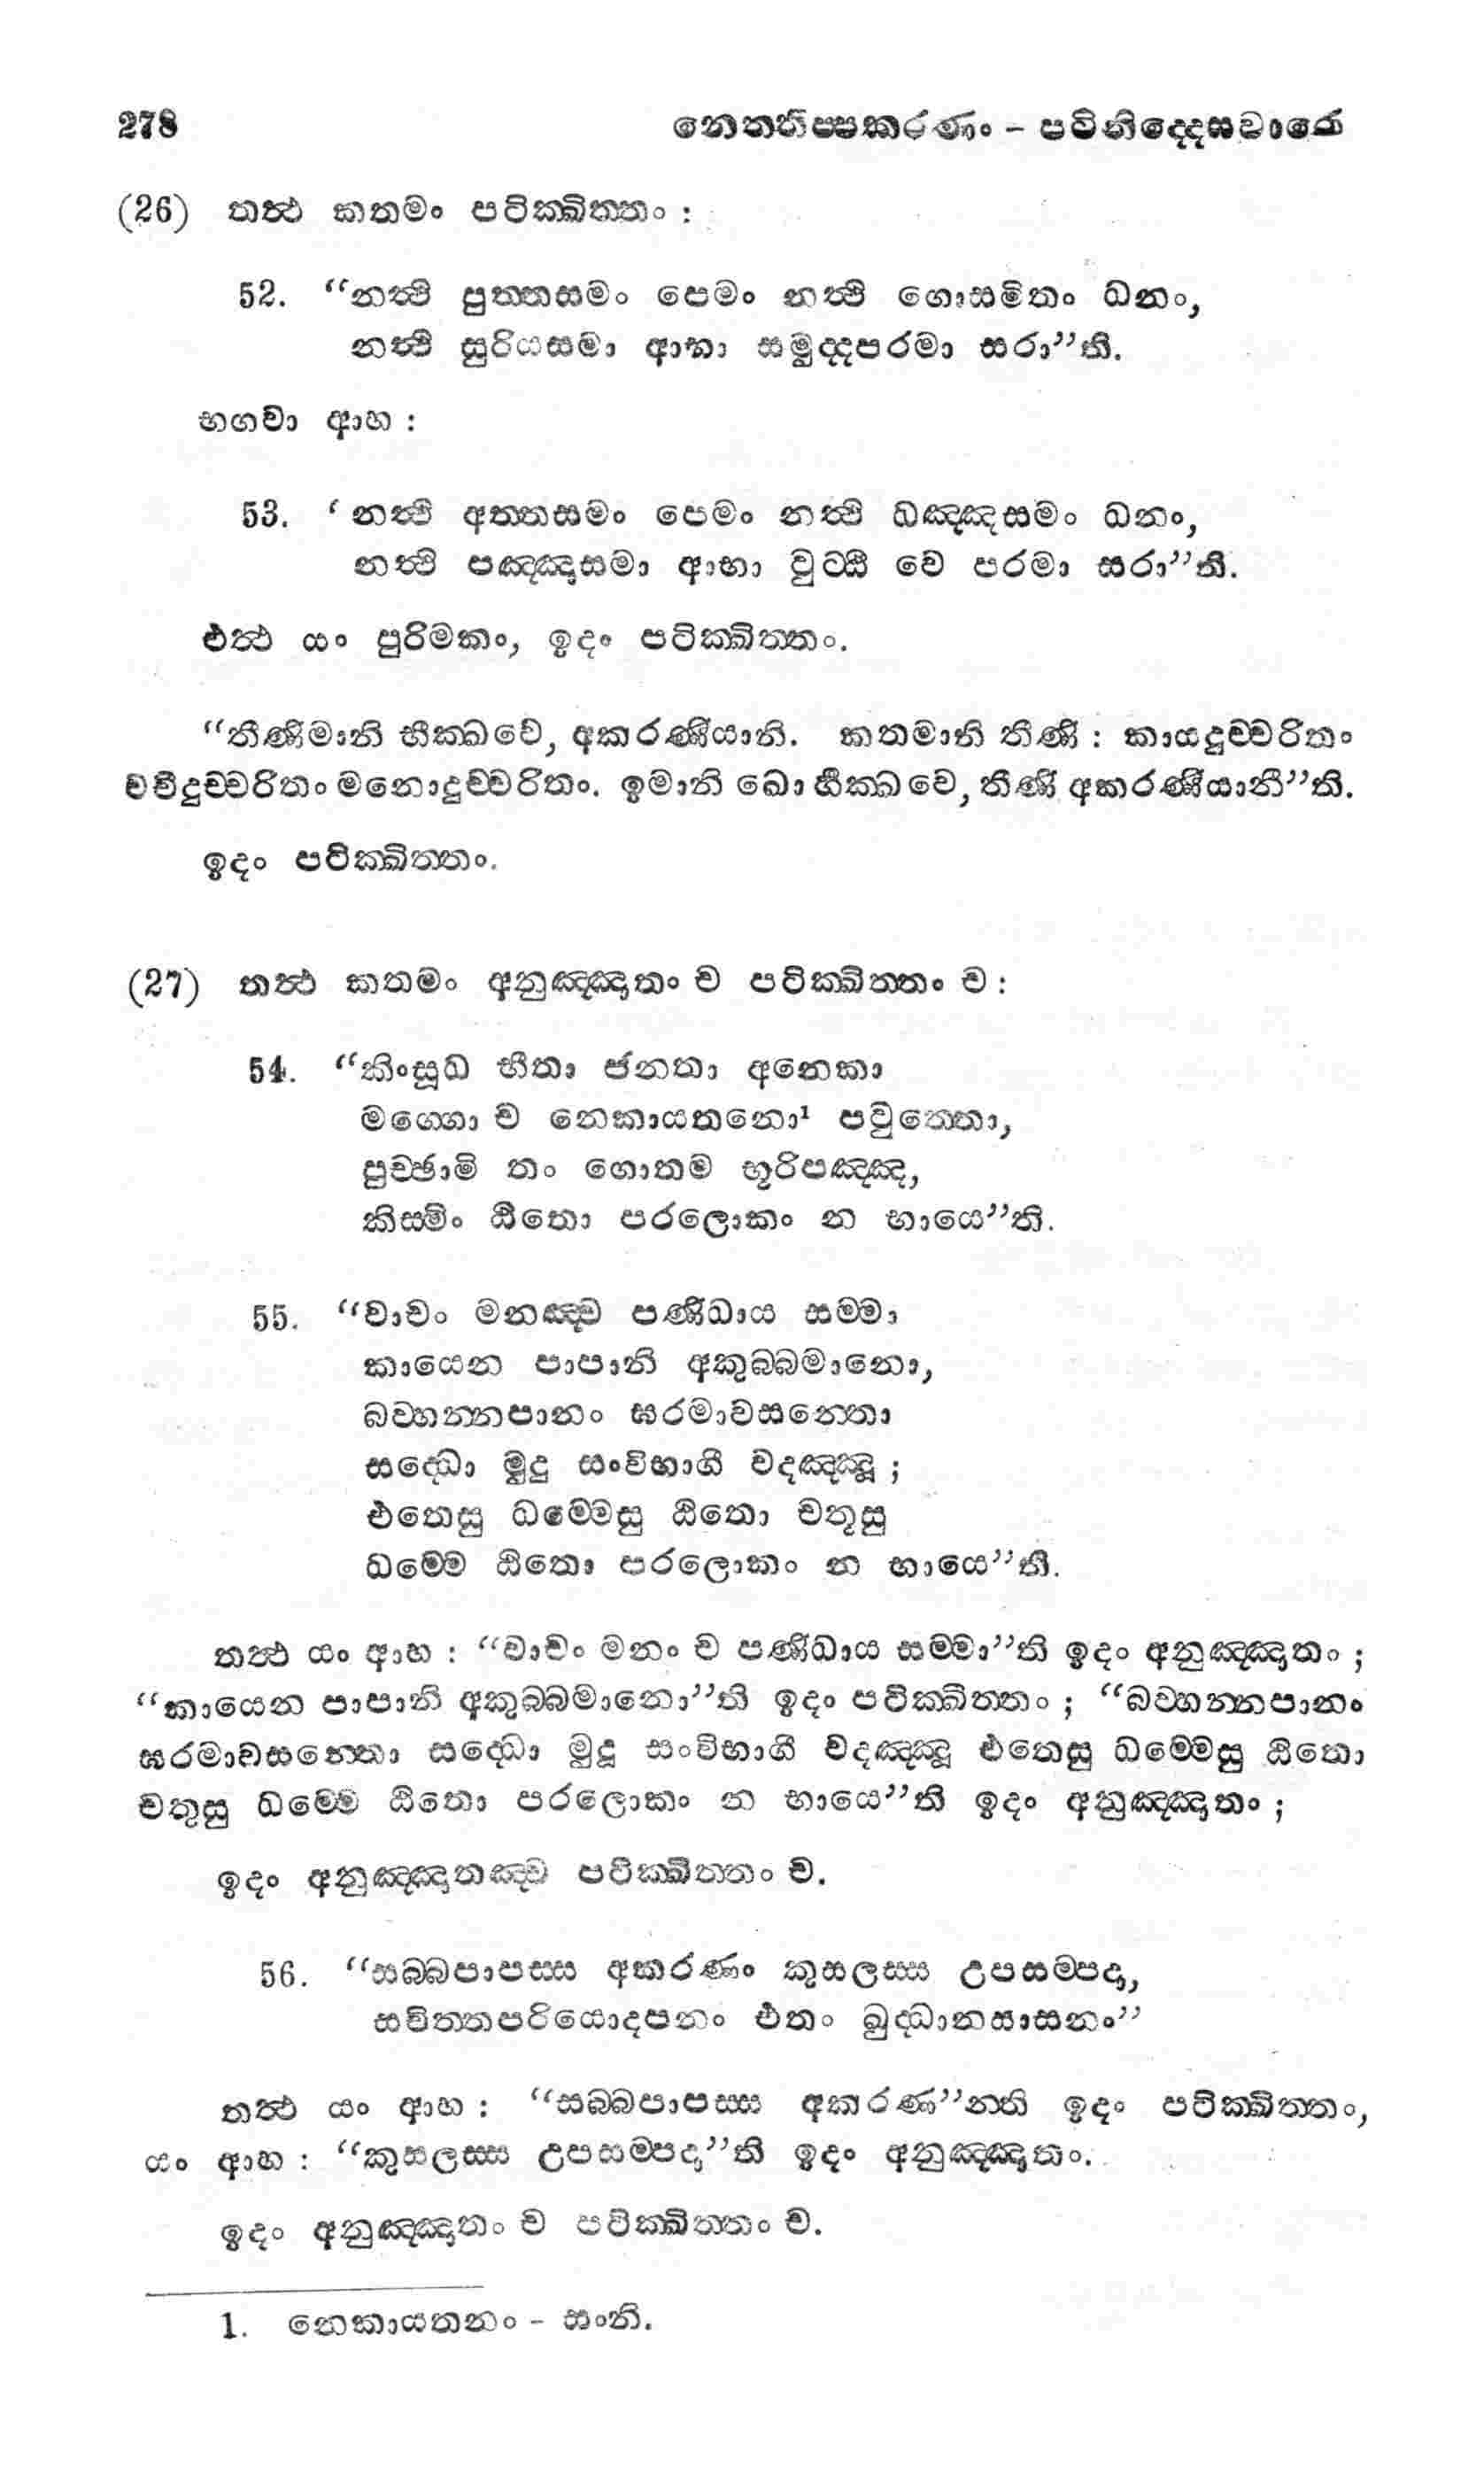 278 නෙත්තිප්පකරණං - පටිනිද්දෙසවාරො
(26) තත්ථ කතමං පටික්ඛිත්තං :
52. “නත්ථි පුත්තසමං පෙමං නත්ථි ගොසමිතං ධනං,
නත්ථි සුරියසමා ආභා සමුද්දපරමා සරා”ති.
භගවා ආහ :
53. ‘නත්ථි අත්තසමං පෙමං නත්ථි ධඤ්ඤසමං ධනං,
නත්ථි පඤ්ඤාසමා ආභා වුට්ඨි වෙ පරමා සරා”ති.
එත්ථ යං පුරිමකං, ඉදං පටික්ඛිත්තං.
“තීණිමානි භික්ඛවෙ, අකරණීයානි. කතමානි තීණි : කායදුච්චරිතං
වචීදුච්චරිතං මනොදුච්චරිතං. ඉමානි ඛො භික්ඛවෙ, තීණි අකරණීයානී”ති.
ඉදං පටික්ඛිත්තං.
(27) තත්ථ කතමං අනුඤ්ඤාතං ච පටික්ඛිත්තං ච :
54. “කිංසූධ භීතා ජනතා අනෙකා
මග්ගො ච නෙකායතනො¹ පවුත්තො,
පුච්ඡාමි තං ගොතම භූරිපඤ්ඤ,
කිස්මිං ඨිතො පරලොකං න භායෙ”ති.
55. “වාචං මනඤ්ච පණිධාය සම්මා
කායෙන පාපානි අකුබ්බමානො,
බව්හන්නපානං ඝරමාවසන්තො
සද්ධො මුදු සංවිභාගී වදඤ්ඤූ ;
එතෙසු ධම්මෙසු ඨිතො චතූසු
ධම්මෙ ඨිතො පරලොකං න භායෙ”ති.
තත්ථ යං ආහ : “වාචං මනං ච පණිධාය සම්මා”ති ඉදං අනුඤ්ඤාතං ;
“කායෙන පාපානි අකුබ්බමානො”ති ඉදං පටික්ඛිත්තං ; “බව්හන්නපානං
ඝරමාවසන්තො සද්ධො මුදූ සංවිභාගී වදඤ්ඤූ එතෙසු ධම්මෙසු ඨිතො
චතුසු ධම්මෙ ඨිතො පරලොකං න භායෙ”ති ඉදං අනුඤ්ඤාතං ;
ඉදං අනුඤ්ඤාතඤ්ච පටික්ඛිත්තං ච.
56. “සබ්බපාපස්ස අකරණං කුසලස්ස උපසම්පදා,
සචිත්තපරියොදපනං එතං බුද්ධානසාසනං”
තත්ථ යං ආහ : “සබ්බපාපස්ස අකරණ”න්ති ඉදං පටික්ඛිත්තං,
යං ආහ : “කුසලස්ස උපසම්පදා”ති ඉදං අනුඤ්ඤාතං.
ඉදං අනුඤ්ඤාතං ච පටික්ඛිත්තං ච.
1. නෙකායතනං - සංනි.